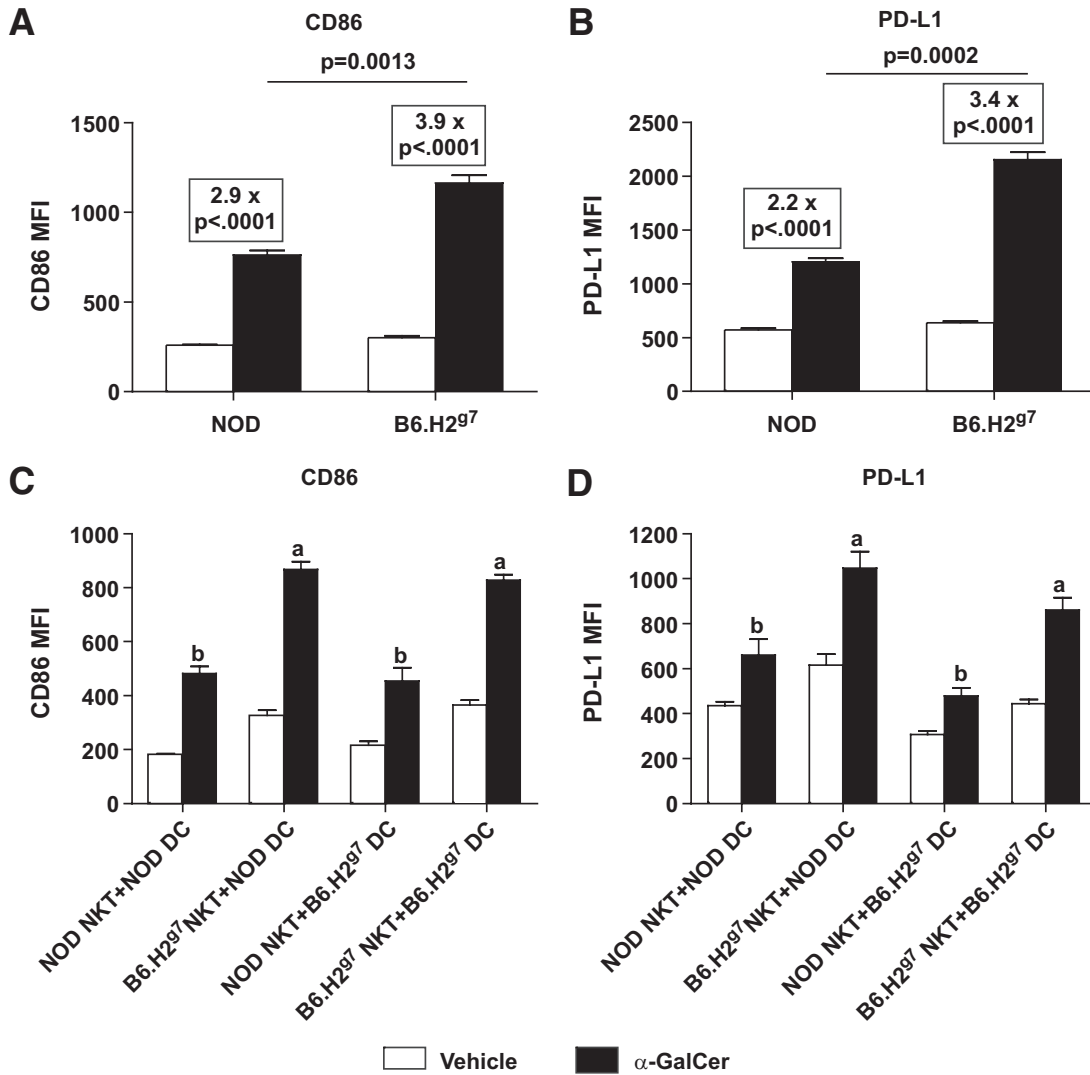 A
CD86
p=0.0013
3.9 x
p<.0001
2.9 x
p<.0001
1500
1000
500
0
CD86 MFI
NOD
B6.H2g7
B
PD-L1
p=0.0002
3.4 x
p<.0001
2.2 x
p<.0001
2500
2000
1500
1000
500
0
PD-L1 MFI
NOD
B6.H2g7
C
CD86
1000
800
600
400
200
0
CD86 MFI
b
a
b
a
NOD NKT+NOD DC
B6.H2g7NKT+NOD DC
NOD NKT+B6.H2g7 DC
B6.H2g7 NKT+B6.H2g7 DC
D
PD-L1
1200
1000
800
600
400
200
0
PD-L1 MFI
b
a
b
a
NOD NKT+NOD DC
B6.H2g7NKT+NOD DC
NOD NKT+B6.H2g7 DC
B6.H2g7 NKT+B6.H2g7 DC
Vehicle
α-GalCer